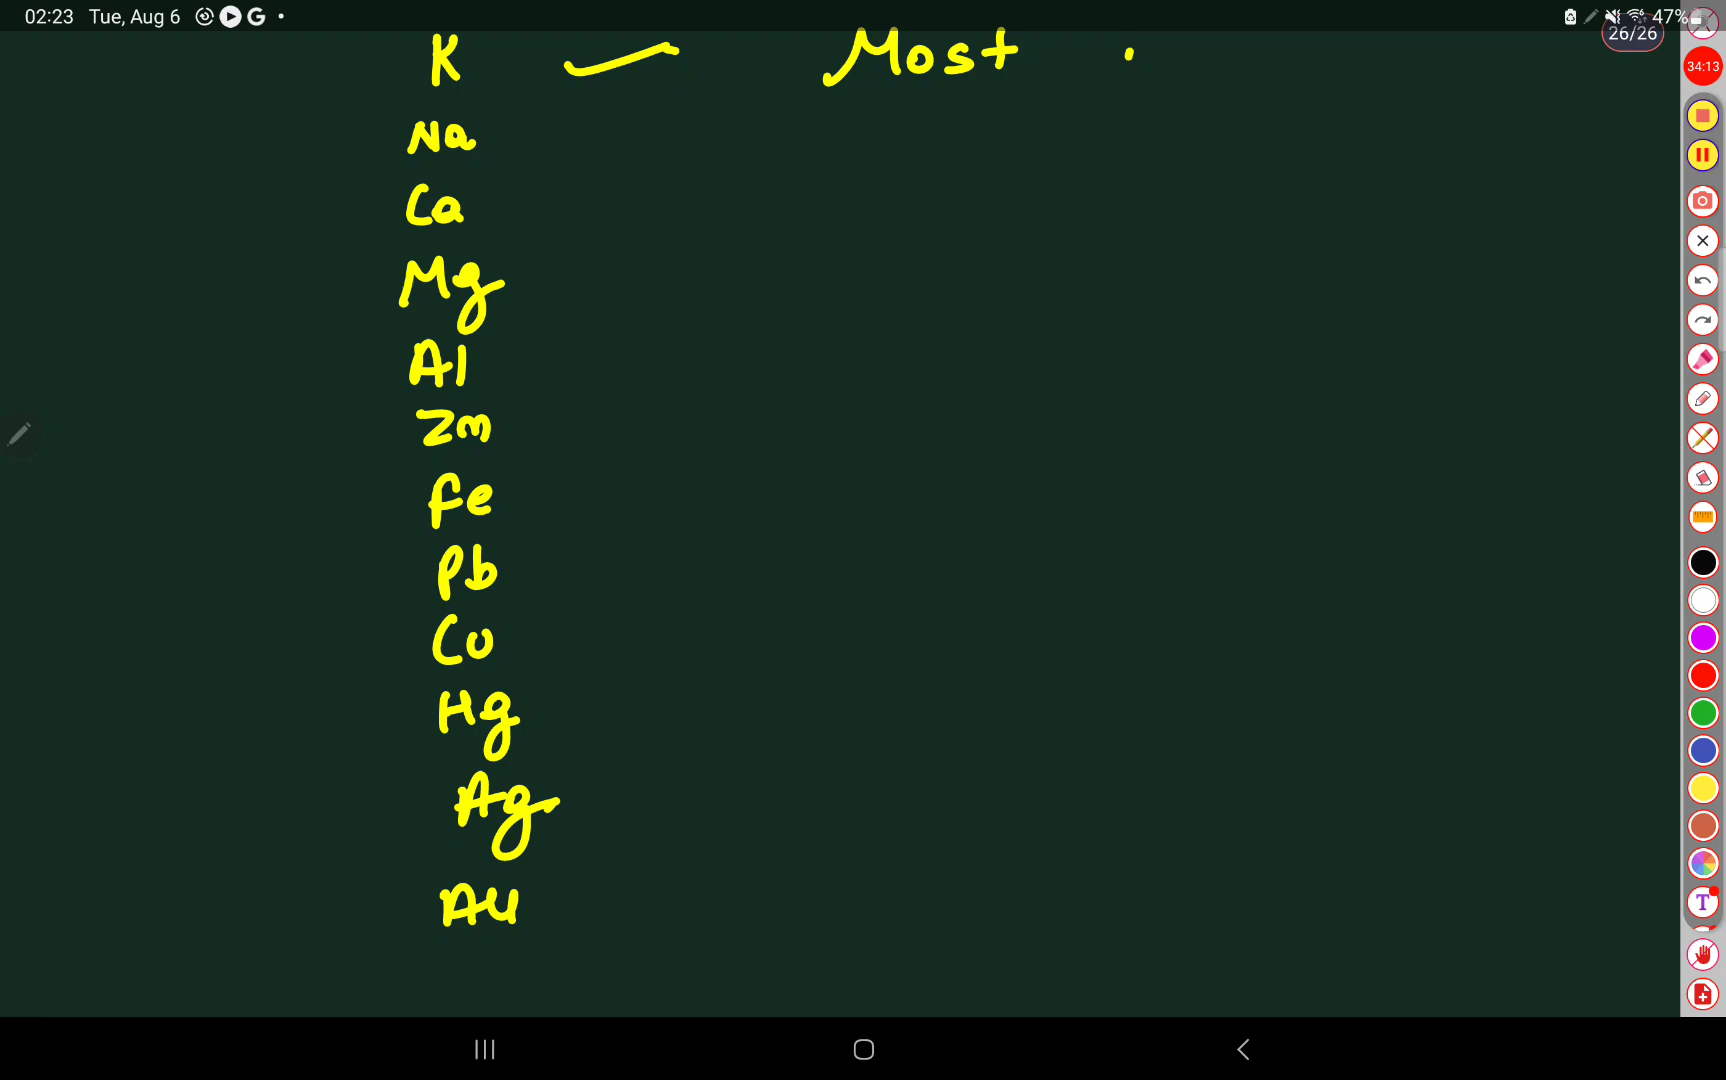 02:23 Tue, Aug 6 47%
26/26
34:13
K Most
Na
Ca
Mg
Al
Zn
Fe
Pb
Cu
Hg
Ag
Au
T